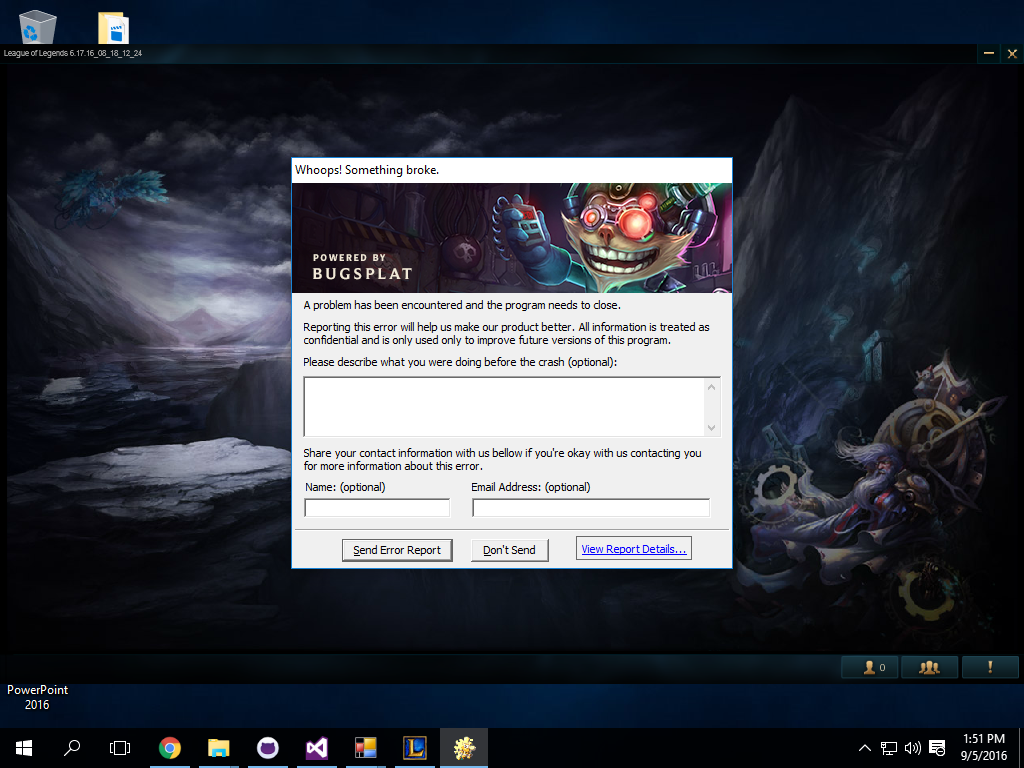 League of Legends 6.17.16_08_18_12_24
Whoops! Something broke.
POWERED BY
BUGSPLAT
A problem has been encountered and the program needs to close.
Reporting this error will help us make our product better. All information is treated as
confidential and is only used only to improve future versions of this program.
Please describe what you were doing before the crash (optional):
Share your contact information with us bellow if you're okay with us contacting you
for more information about this error.
Name: (optional)
Email Address: (optional)
Send Error Report
Don't Send
View Report Details...
0
PowerPoint
2016
1:51 PM
9/5/2016